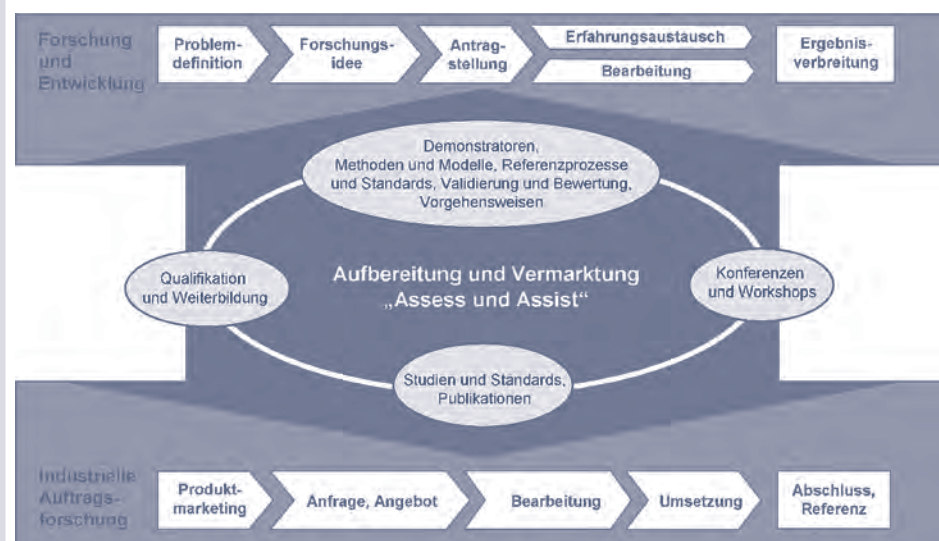 Forschung
und
Entwicklung
Problem-
definition
Forschungs-
idee
Antrag-
stellung
Erfahrungsaustausch
Bearbeitung
Ergebnis-
verbreitung
Demonstratoren,
Methoden und Modelle, Referenzprozesse
und Standards, Validierung und Bewertung,
Vorgehensweisen
Qualifikation
und Weiterbildung
Aufbereitung und Vermarktung
„Assess und Assist“
Konferenzen
und Workshops
Studien und Standards,
Publikationen
Industrielle
Auftrags-
forschung
Produkt-
marketing
Anfrage, Angebot
Bearbeitung
Umsetzung
Abschluss,
Referenz